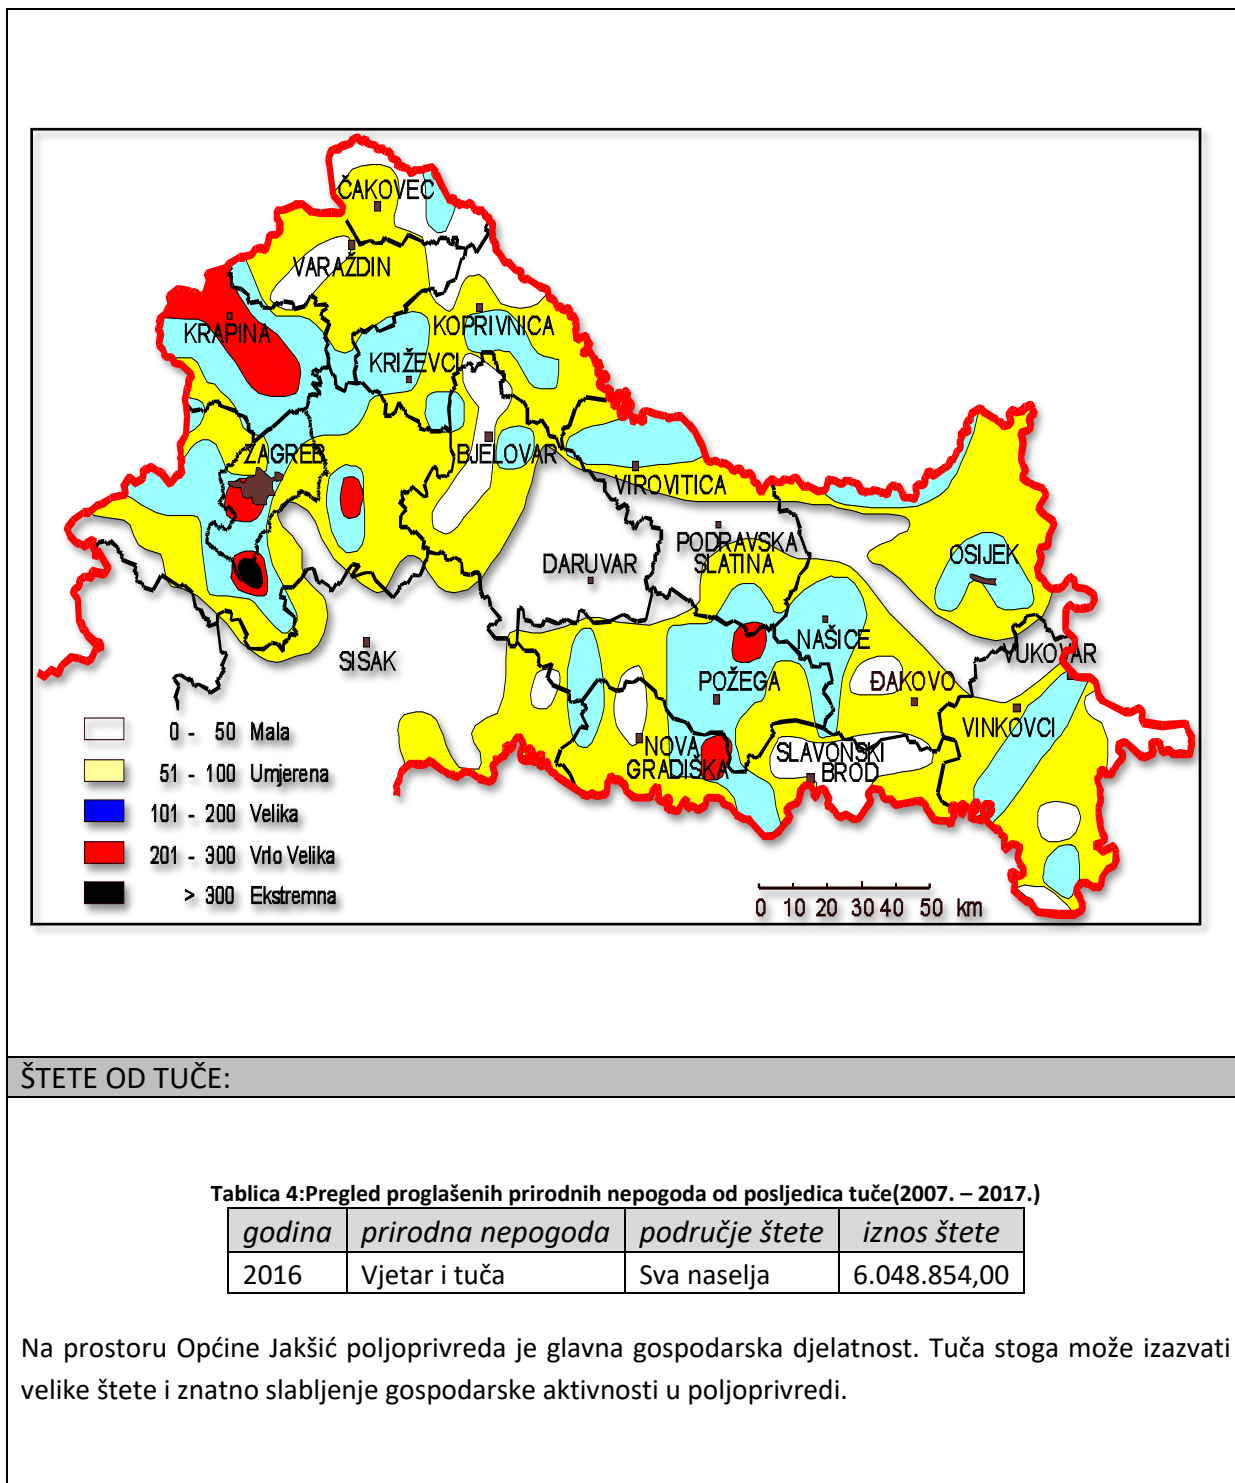 ČAKOVEC
VARAŽDIN
KRAPINA
KOPRIVNICA
KRIŽEVCI
ZAGREB
BJELOVAR
VIROVITICA
DARUVAR
PODRAVSKA
SLATINA
OSIJEK
SISAK
NAŠICE
VUKOVAR
POŽEGA
ĐAKOVO
VINKOVCI
NOVA
GRADIŠKA
SLAVONSKI
BROD
0 - 50 Mala
51 - 100 Umjerena
101 - 200 Velika
201 - 300 Vrlo Velika
> 300 Ekstremna
0 10 20 30 40 50 km
ŠTETE OD TUČE:
Tablica 4:Pregled proglašenih prirodnih nepogoda od posljedica tuče(2007. – 2017.)
godina prirodna nepogoda područje štete iznos štete
2016 Vjetar i tuča Sva naselja 6.048.854,00
Na prostoru Općine Jakšić poljoprivreda je glavna gospodarska djelatnost. Tuča stoga može izazvati
velike štete i znatno slabljenje gospodarske aktivnosti u poljoprivredi.